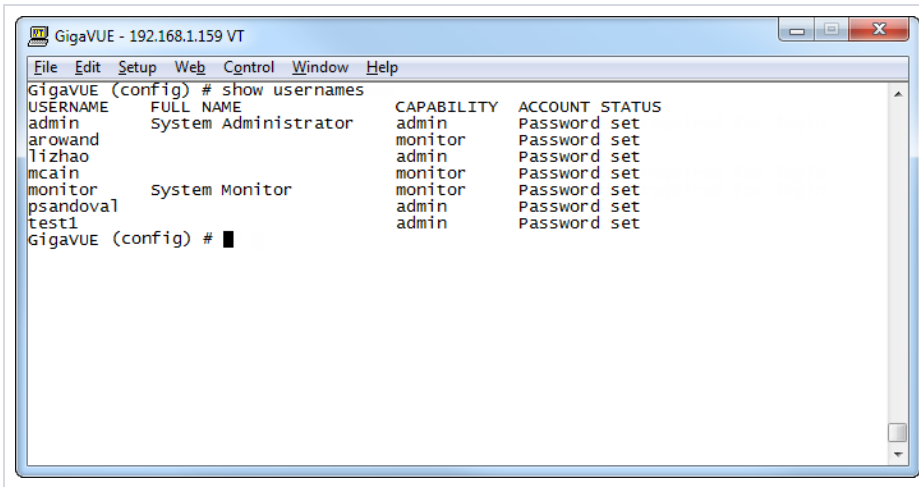 GigaVUE - 192.168.1.159 VT
File Edit Setup Web Control Window Help
GigaVUE (config) # show usernames
USERNAME FULL NAME CAPABILITY ACCOUNT STATUS
admin System Administrator admin Password set
arowand monitor Password set
lizhao admin Password set
mcain monitor Password set
monitor System Monitor monitor Password set
psandoval admin Password set
test1 admin Password set
GigaVUE (config) #